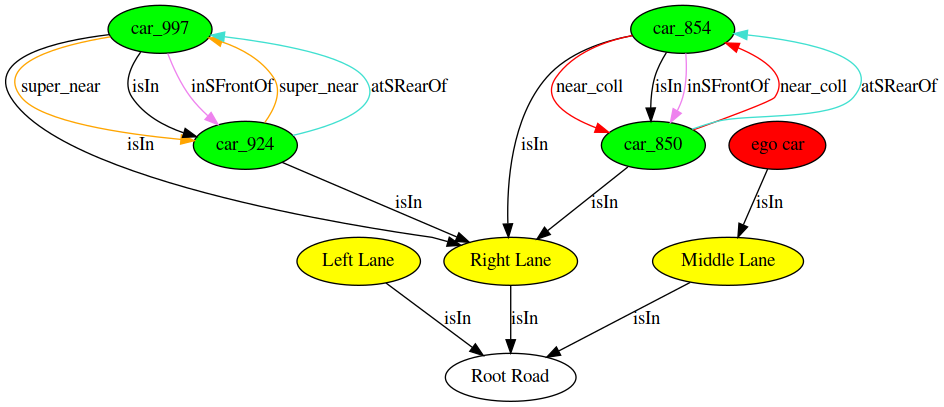 car_997
car_854
super_near
isIn
inSFrontOf
super_near
atSRearOf
near_coll
isIn
inSFrontOf
near_coll
atSRearOf
isIn
car_924
isIn
car_850
ego car
isIn
isIn
isIn
Left Lane
Right Lane
Middle Lane
isIn
isIn
isIn
Root Road